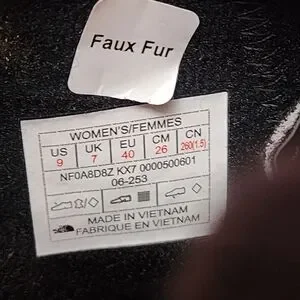 Faux Fur
WOMEN'S/FEMMES
US UK EU CM CN
9 7 40 26 260(1.5)
NF0A8D8Z KX7 0000500601
06-253
MADE IN VIETNAM
FABRIQUE EN VIETNAM